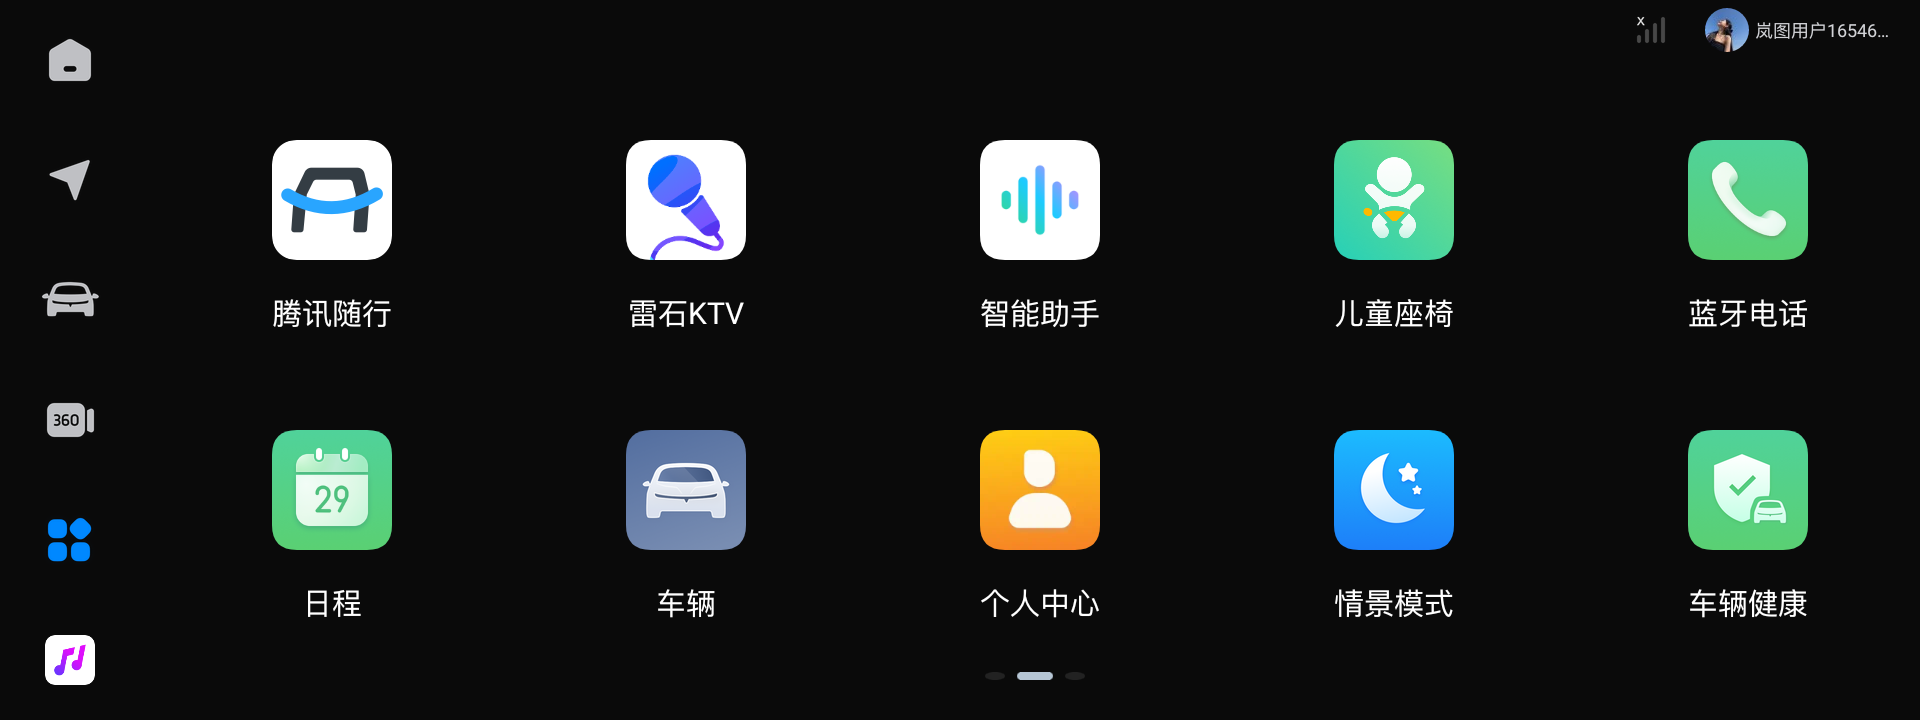 x
岚图用户16546...
腾讯随行
雷石KTV
智能助手
儿童座椅
蓝牙电话
360
29
日程
车辆
个人中心
情景模式
车辆健康